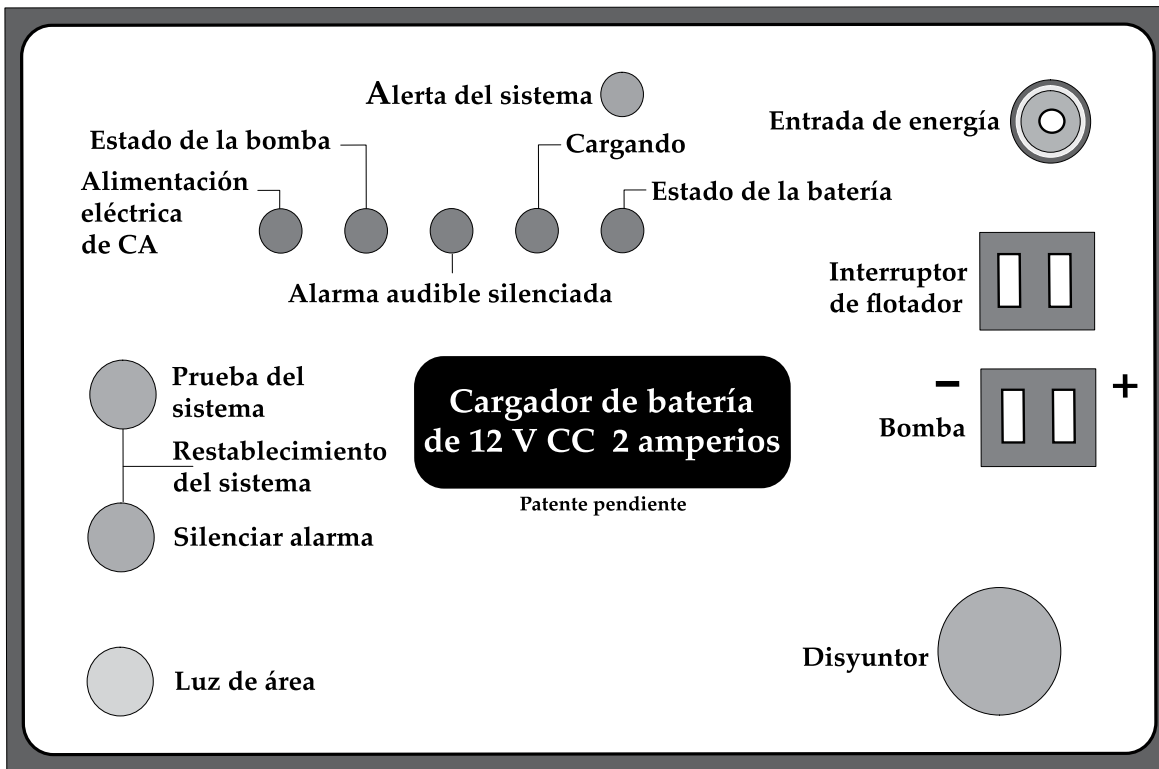 Alerta del sistema
Entrada de energía
Estado de la bomba
Cargando
Alimentación
eléctrica
de CA
Estado de la batería
Alarma audible silenciada
Interruptor
de flotador
Prueba del
sistema
Restablecimiento
del sistema
Silenciar alarma
Cargador de batería
de 12 V CC 2 amperios
Patente pendiente
– +
Bomba
Luz de área
Disyuntor